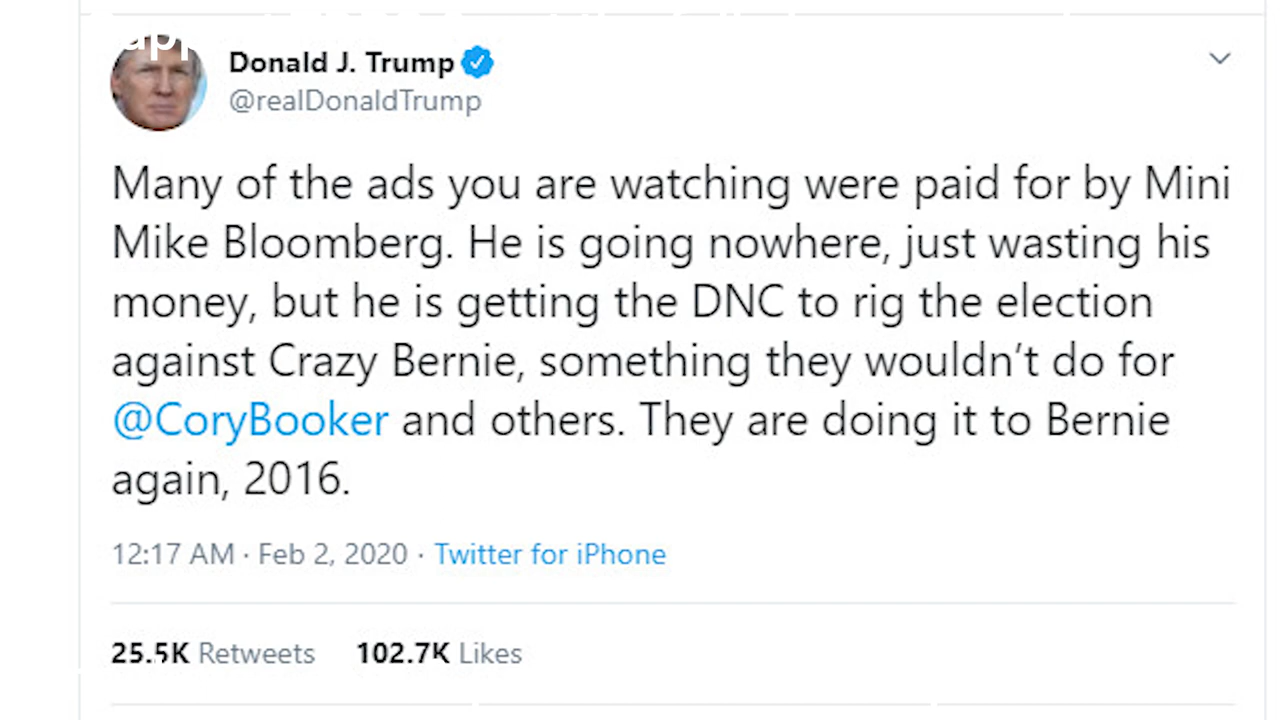 Donald J. Trump
@realDonaldTrump
Many of the ads you are watching were paid for by Mini
Mike Bloomberg. He is going nowhere, just wasting his
money, but he is getting the DNC to rig the election
against Crazy Bernie, something they wouldn't do for
@CoryBooker and others. They are doing it to Bernie
again, 2016.
12:17 AM · Feb 2, 2020 · Twitter for iPhone
25.5K Retweets 102.7K Likes